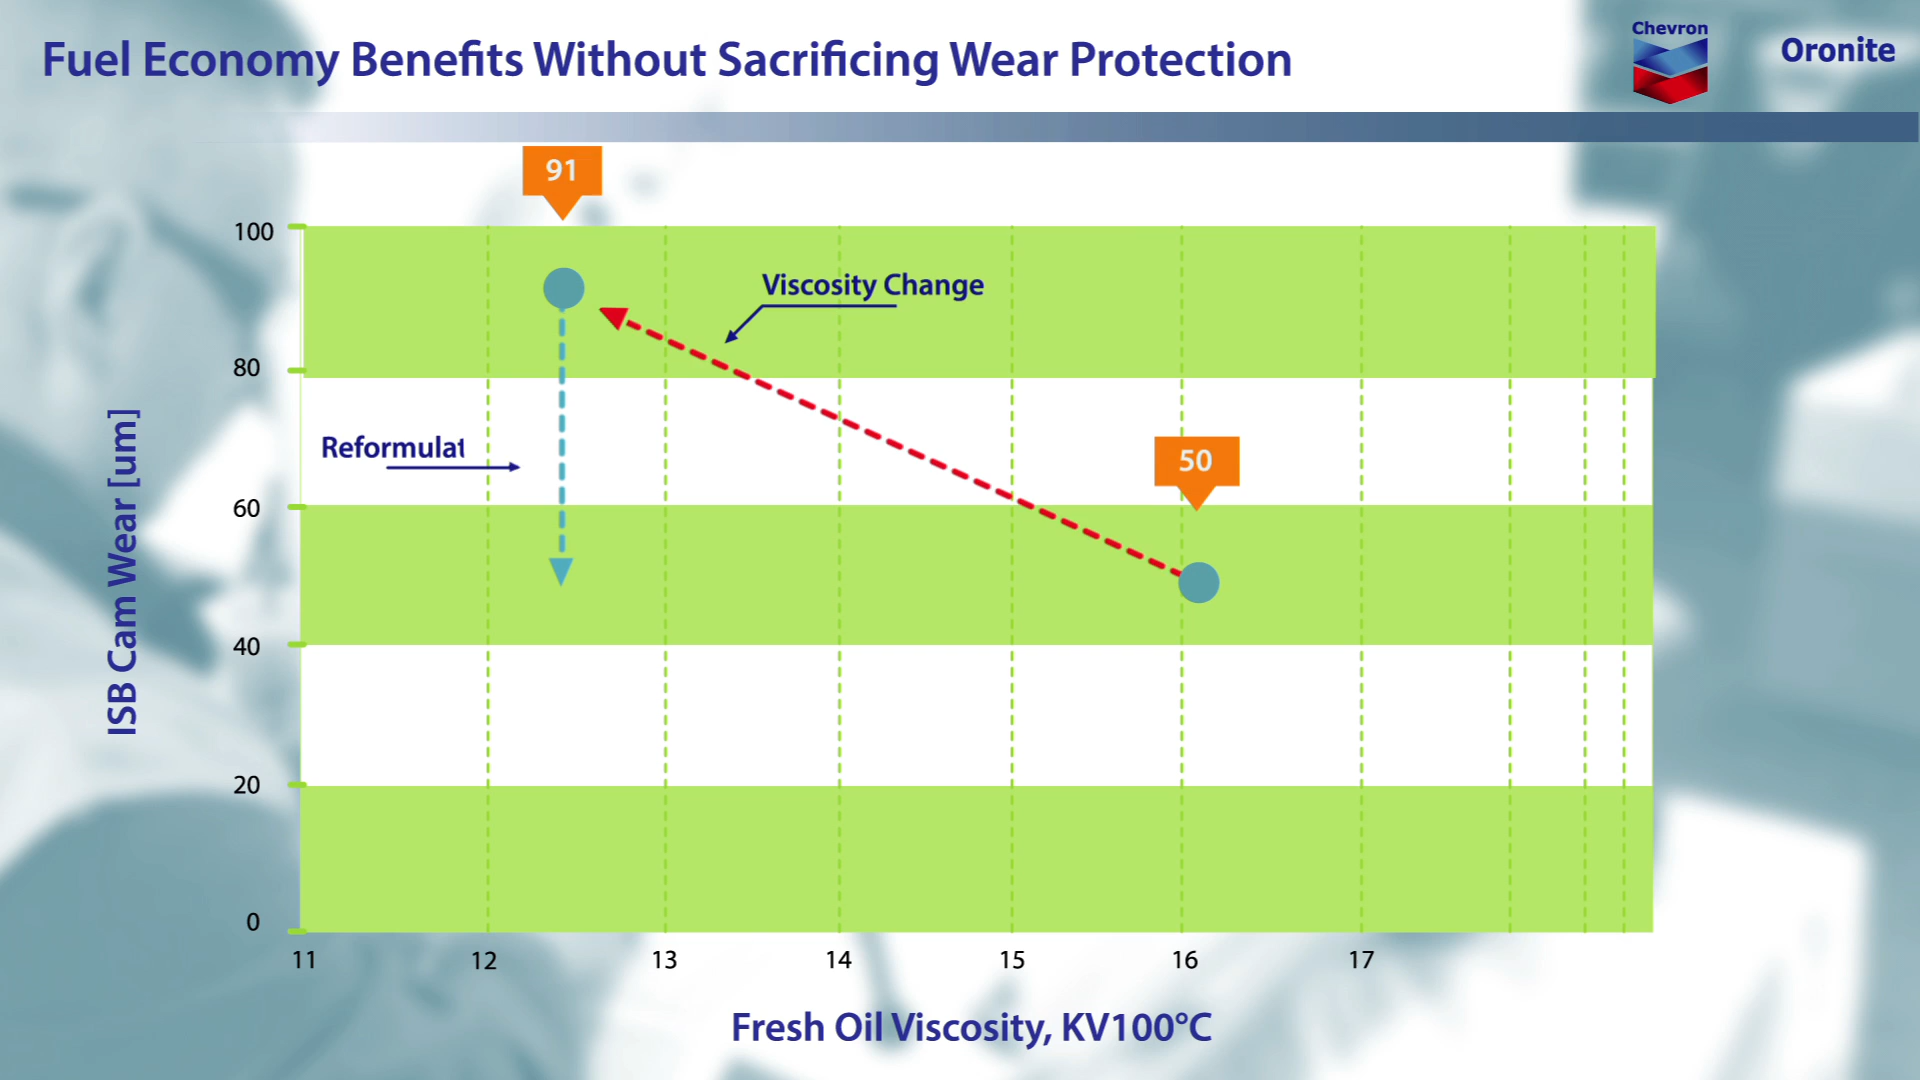 Fuel Economy Benefits Without Sacrificing Wear Protection
Chevron
Oronite
91
100
Viscosity Change
80
Reformulat
50
60
ISB Cam Wear [um]
40
20
0
11 12 13 14 15 16 17
Fresh Oil Viscosity, KV100°C